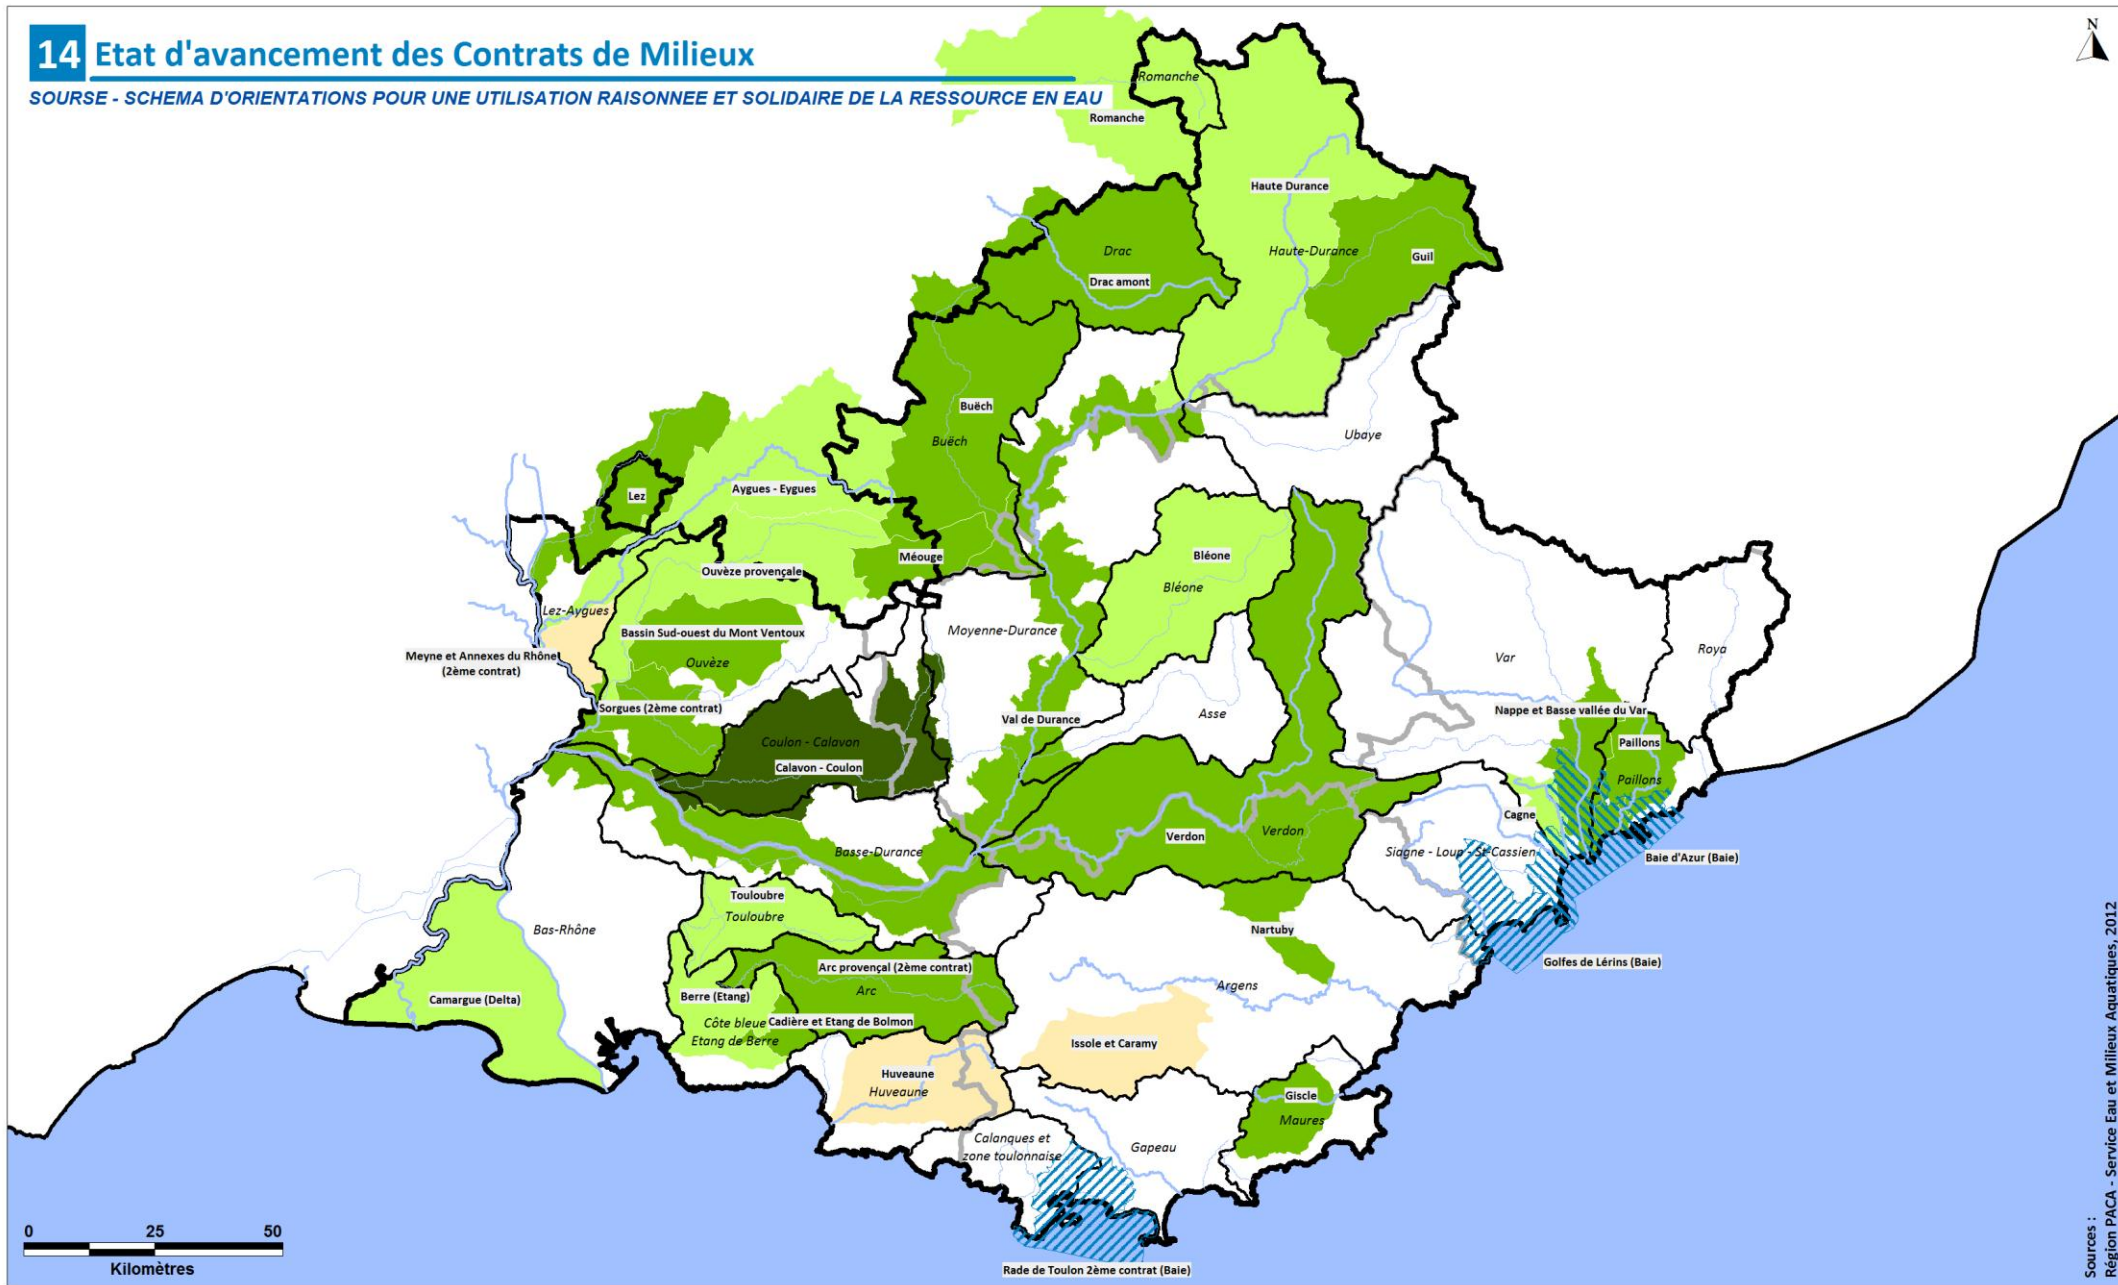 14 Etat d'avancement des Contrats de Milieux
SOURSE - SCHEMA D'ORIENTATIONS POUR UNE UTILISATION RAISONNEE ET SOLIDAIRE DE LA RESSOURCE EN EAU
N
Romanche
Romanche
Haute Durance
Haute-Durance
Guil
Drac
Drac amont
Buëch
Buëch
Ubaye
Lez
Aygues - Eygues
Méouge
Bléone
Bléone
Ouvèze provençale
Lez-Aygues
Bassin Sud-ouest du Mont Ventoux
Ouvèze
Moyenne-Durance
Meyne et Annexes du Rhône
(2ème contrat)
Var
Roya
Sorgues (2ème contrat)
Val de Durance
Asse
Nappe et Basse vallée du Var
Coulon - Calavon
Calavon - Coulon
Paillons
Paillons
Cagne
Verdon
Verdon
Basse-Durance
Siagne - Loup - St-Cassien
Baie d'Azur (Baie)
Touloubre
Touloubre
Bas-Rhône
Nartuby
Golfes de Lérins (Baie)
Arc provençal (2ème contrat)
Arc
Argens
Camargue (Delta)
Berre (Etang)
Côte bleue
Etang de Berre
Cadière et Etang de Bolmon
Issole et Caramy
Huveaune
Huveaune
Giscle
Maures
Calanques et
zone toulonnaise
Gapeau
Rade de Toulon 2ème contrat (Baie)
0 25 50
Kilomètres
Sources :
Région PACA - Service Eau et Milieux Aquatiques, 2012